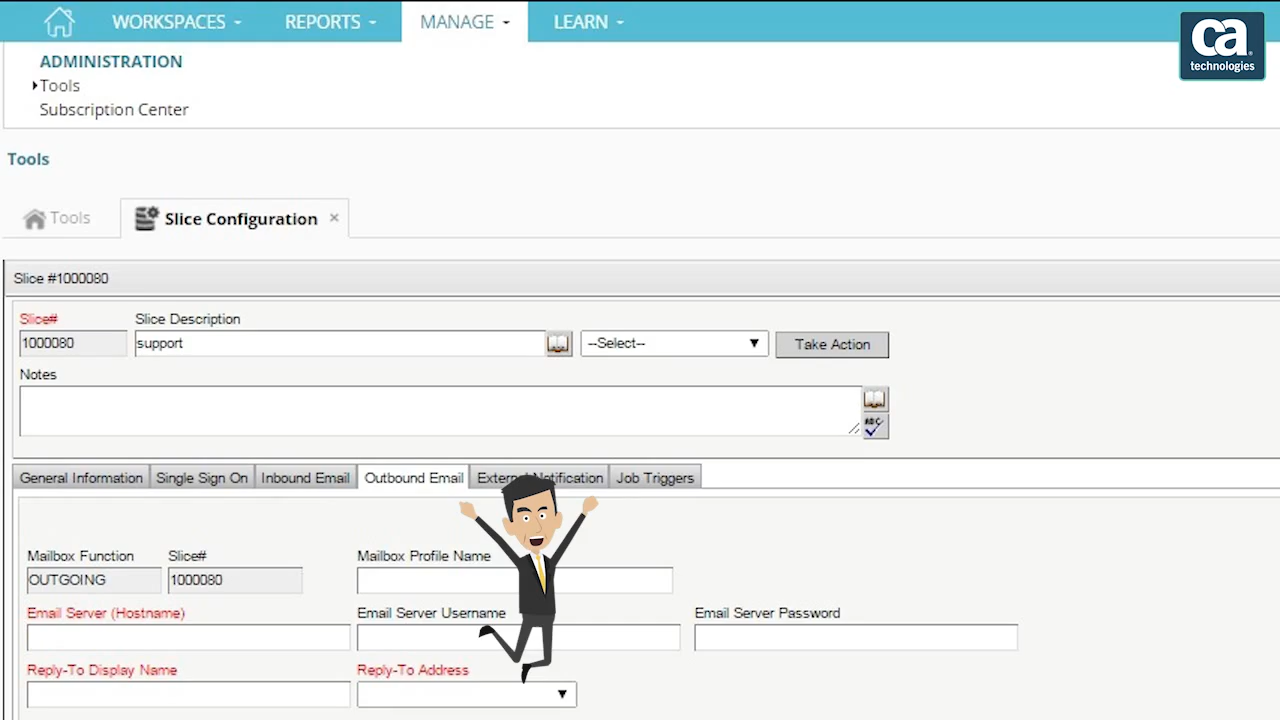 WORKSPACES REPORTS MANAGE LEARN
ca
technologies
ADMINISTRATION
Tools
Subscription Center
Tools
Tools Slice Configuration ×
Slice #1000080
Slice# Slice Description
1000080 support --Select-- Take Action
Notes
ABC
General Information Single Sign On Inbound Email Outbound Email External Notification Job Triggers
Mailbox Function Slice# Mailbox Profile Name
OUTGOING 1000080
Email Server (Hostname) Email Server Username Email Server Password
Reply-To Display Name Reply-To Address